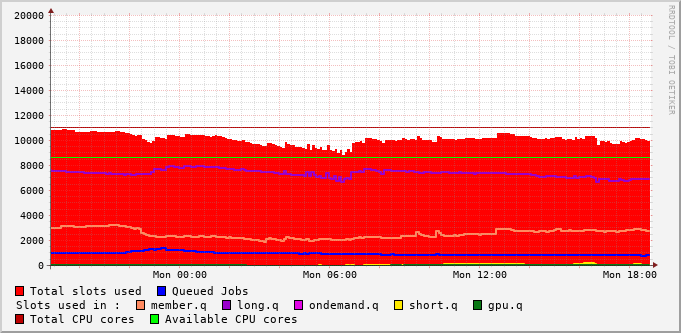 20000
18000
16000
14000
12000
10000
8000
6000
4000
2000
0
Mon 00:00 Mon 06:00 Mon 12:00 Mon 18:00
RRDTOOL / TOBI OETIKER
Total slots used Queued Jobs
Slots used in : member.q long.q ondemand.q short.q gpu.q
Total CPU cores Available CPU cores